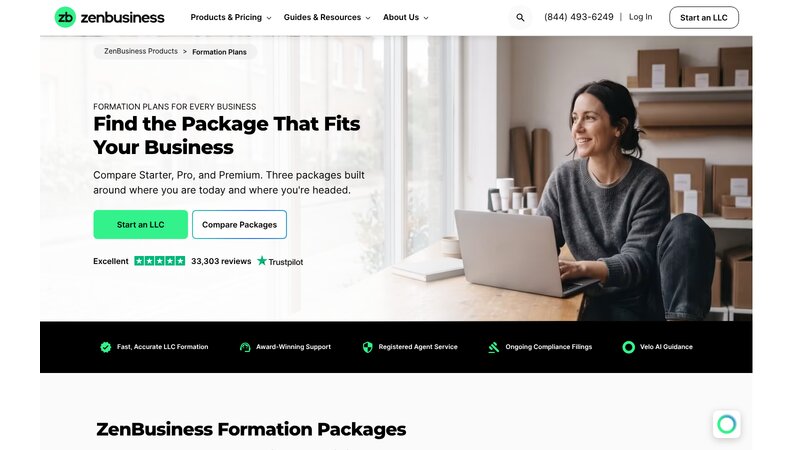 zb zenbusiness
Products & Pricing
Guides & Resources
About Us
(844) 493-6249 | Log In
Start an LLC
ZenBusiness Products > Formation Plans
FORMATION PLANS FOR EVERY BUSINESS
Find the Package That Fits
Your Business
Compare Starter, Pro, and Premium. Three packages built
around where you are today and where you're headed.
Start an LLC
Compare Packages
Excellent
33,303 reviews
Trustpilot
Fast, Accurate LLC Formation
Award-Winning Support
Registered Agent Service
Ongoing Compliance Filings
Velo AI Guidance
ZenBusiness Formation Packages